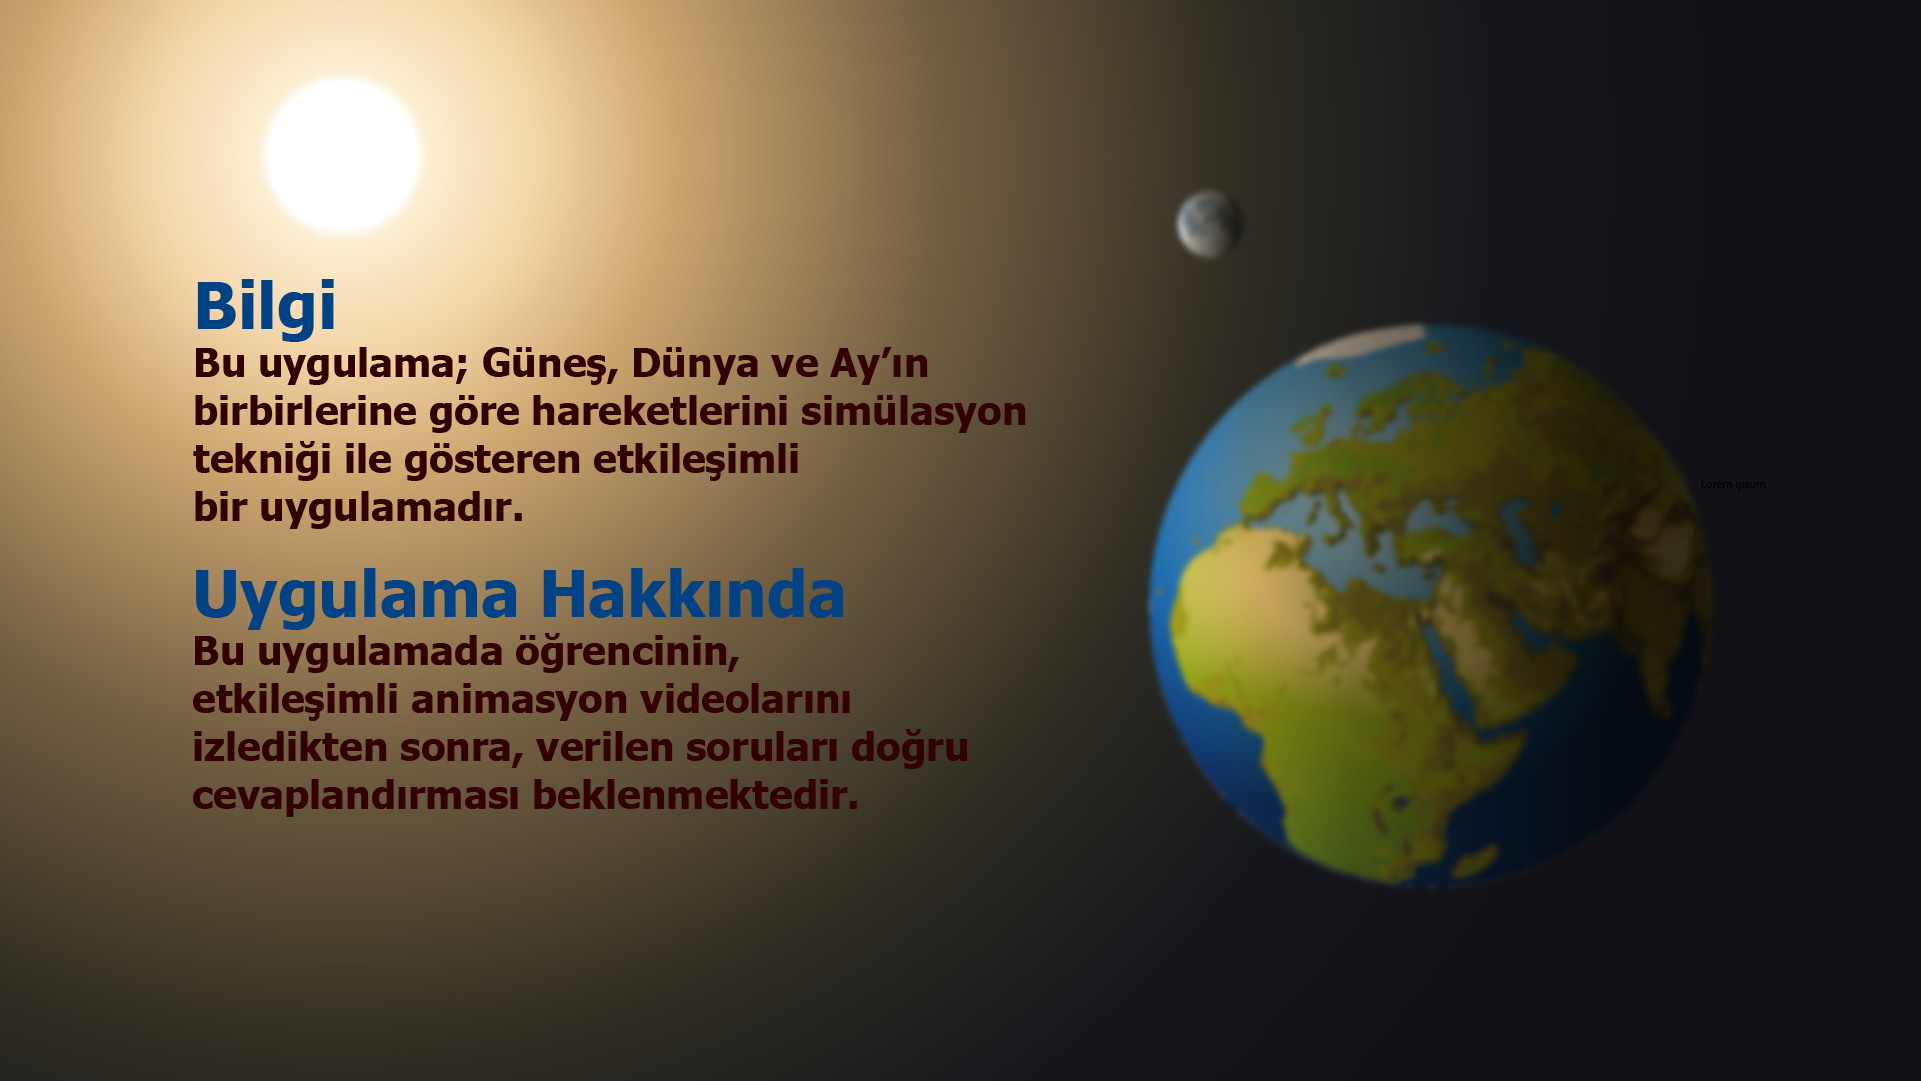 Bilgi
Bu uygulama; Güneş, Dünya ve Ay’ın
birbirlerine göre hareketlerini simülasyon
tekniği ile gösteren etkileşimli
bir uygulamadır.
Uygulama Hakkında
Bu uygulamada öğrencinin,
etkileşimli animasyon videolarını
izledikten sonra, verilen soruları doğru
cevaplandırması beklenmektedir.
Lorem ipsum